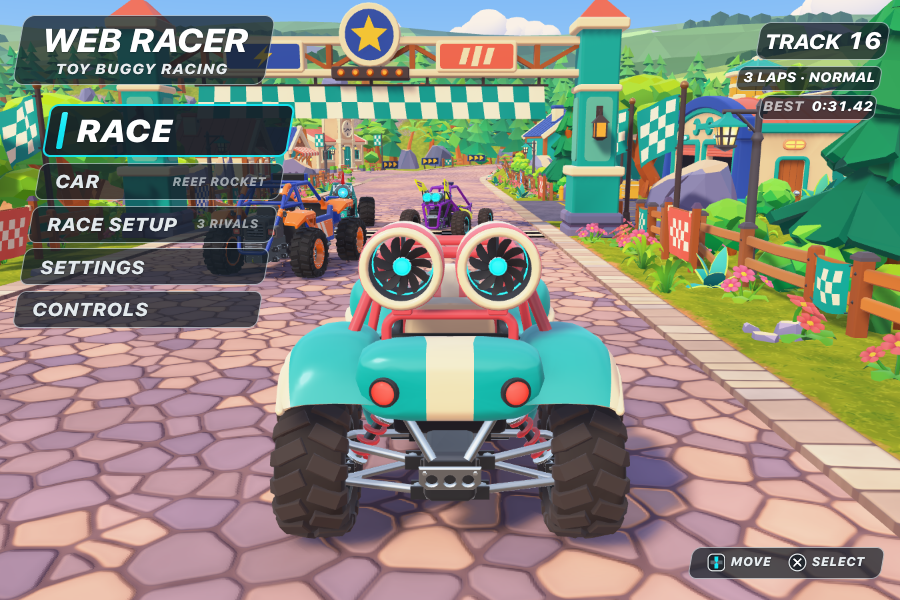 WEB RACER
TOY BUGGY RACING
RACE
CAR REEF ROCKET
RACE SETUP 3 RIVALS
SETTINGS
CONTROLS
TRACK 16
3 LAPS · NORMAL
BEST 0:31.42
MOVE SELECT